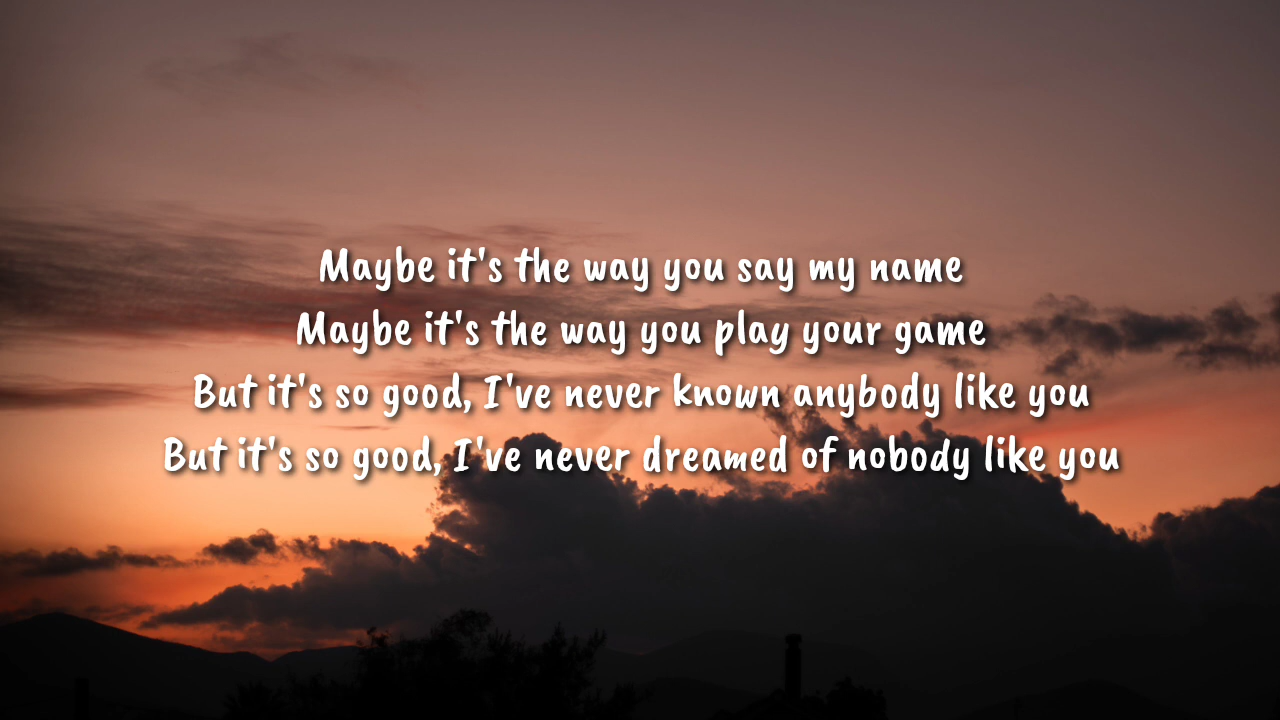 Maybe it's the way you say my name
Maybe it's the way you play your game
But it's so good, I've never known anybody like you
But it's so good, I've never dreamed of nobody like you